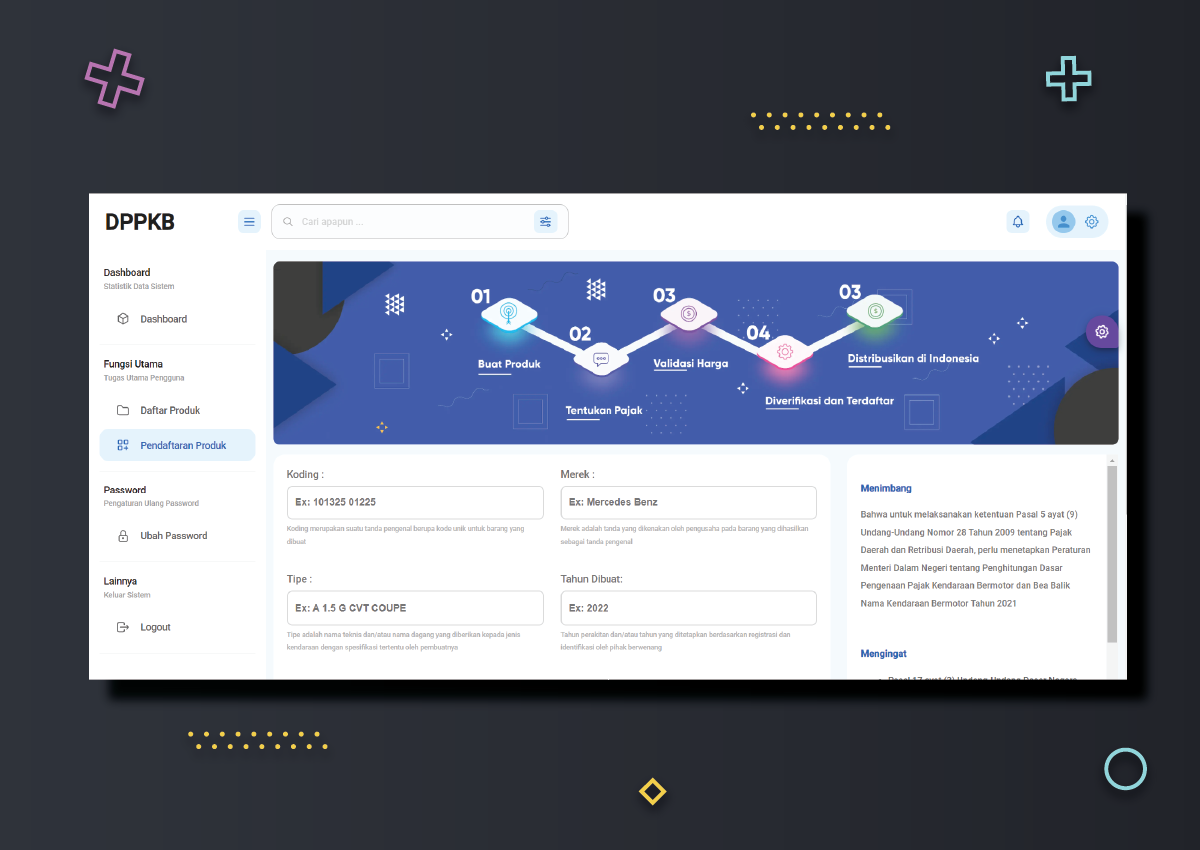 DPPKB
Cari apapun ...
Dashboard
Statistik Data Sistem
Dashboard
Fungsi Utama
Tugas Utama Pengguna
Daftar Produk
Pendaftaran Produk
Password
Pengaturan Ulang Password
Ubah Password
Lainnya
Keluar Sistem
Logout
01
Buat Produk
02
Tentukan Pajak
03
Validasi Harga
04
Diverifikasi dan Terdaftar
03
Distribusikan di Indonesia
Koding :
Ex: 101325 01225
Koding merupakan suatu tanda pengenal berupa kode unik untuk barang yang
dibuat
Merek :
Ex: Mercedes Benz
Merek adalah tanda yang dikenakan oleh pengusaha pada barang yang dihasilkan
sebagai tanda pengenal
Tipe :
Ex: A 1.5 G CVT COUPE
Tipe adalah nama teknis dan/atau nama dagang yang diberikan kepada jenis
kendaraan dengan spesifikasi tertentu oleh pembuatnya
Tahun Dibuat:
Ex: 2022
Tahun perakitan dan/atau tahun yang ditetapkan berdasarkan registrasi dan
identifikasi oleh pihak berwenang
Menimbang
Bahwa untuk melaksanakan ketentuan Pasal 5 ayat (9)
Undang-Undang Nomor 28 Tahun 2009 tentang Pajak
Daerah dan Retribusi Daerah, perlu menetapkan Peraturan
Menteri Dalam Negeri tentang Penghitungan Dasar
Pengenaan Pajak Kendaraan Bermotor dan Bea Balik
Nama Kendaraan Bermotor Tahun 2021
Mengingat
Pasal 17 ayat (3) Undang-Undang Dasar Negara